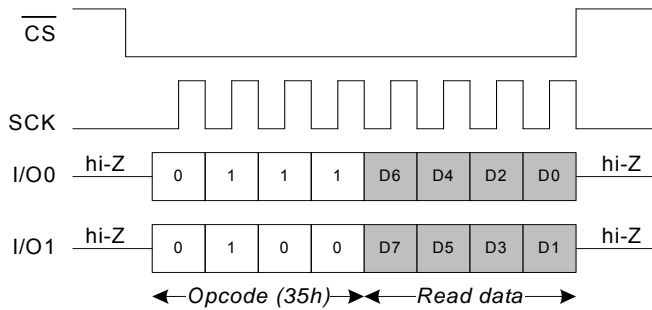 CS
SCK
I/O0 hi-Z 0 1 1 1 D6 D4 D2 D0 hi-Z
I/O1 hi-Z 0 1 0 0 D7 D5 D3 D1 hi-Z
Opcode (35h) Read data